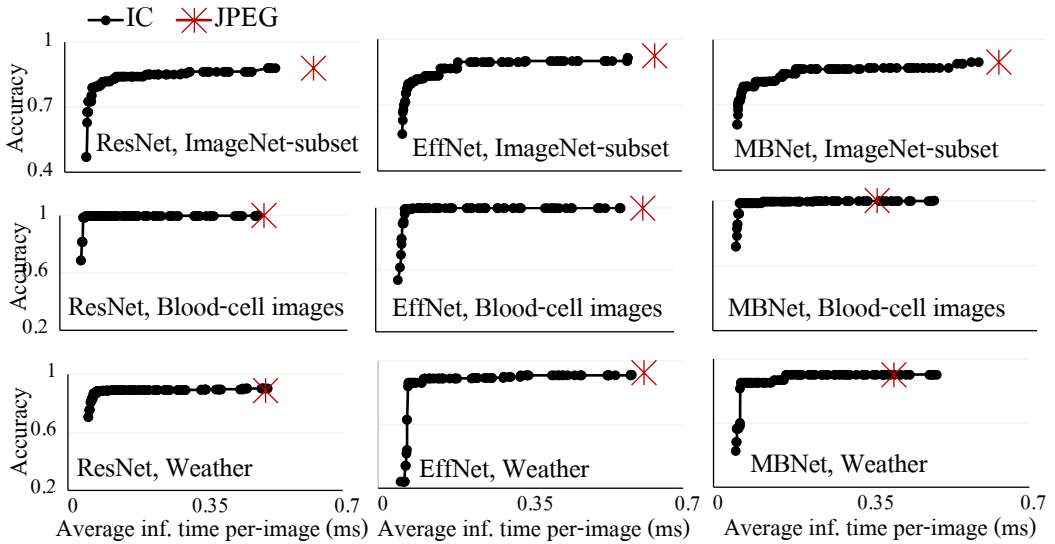 IC JPEG
1
0.7
0.4
Accuracy
ResNet, ImageNet-subset
EffNet, ImageNet-subset
MBNet, ImageNet-subset
1
0.6
0.2
Accuracy
ResNet, Blood-cell images
EffNet, Blood-cell images
MBNet, Blood-cell images
1
0.6
0.2
Accuracy
ResNet, Weather
EffNet, Weather
MBNet, Weather
0 0.35 0.7 0 0.35 0.7 0 0.35 0.7
Average inf. time per-image (ms) Average inf. time per-image (ms) Average inf. time per-image (ms)